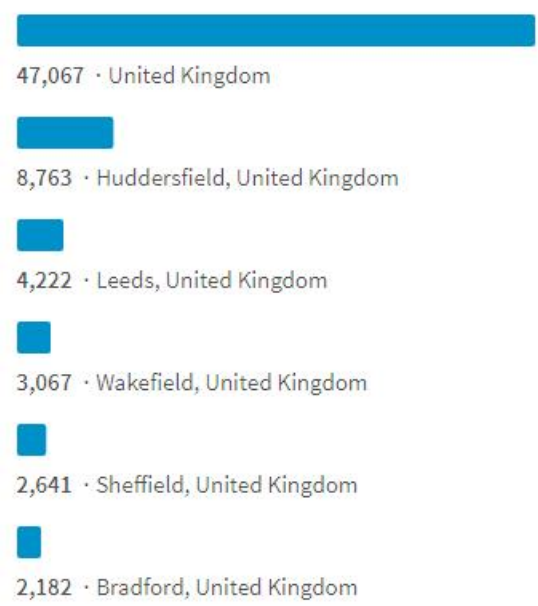 47,067 · United Kingdom
8,763 · Huddersfield, United Kingdom
4,222 · Leeds, United Kingdom
3,067 · Wakefield, United Kingdom
2,641 · Sheffield, United Kingdom
2,182 · Bradford, United Kingdom